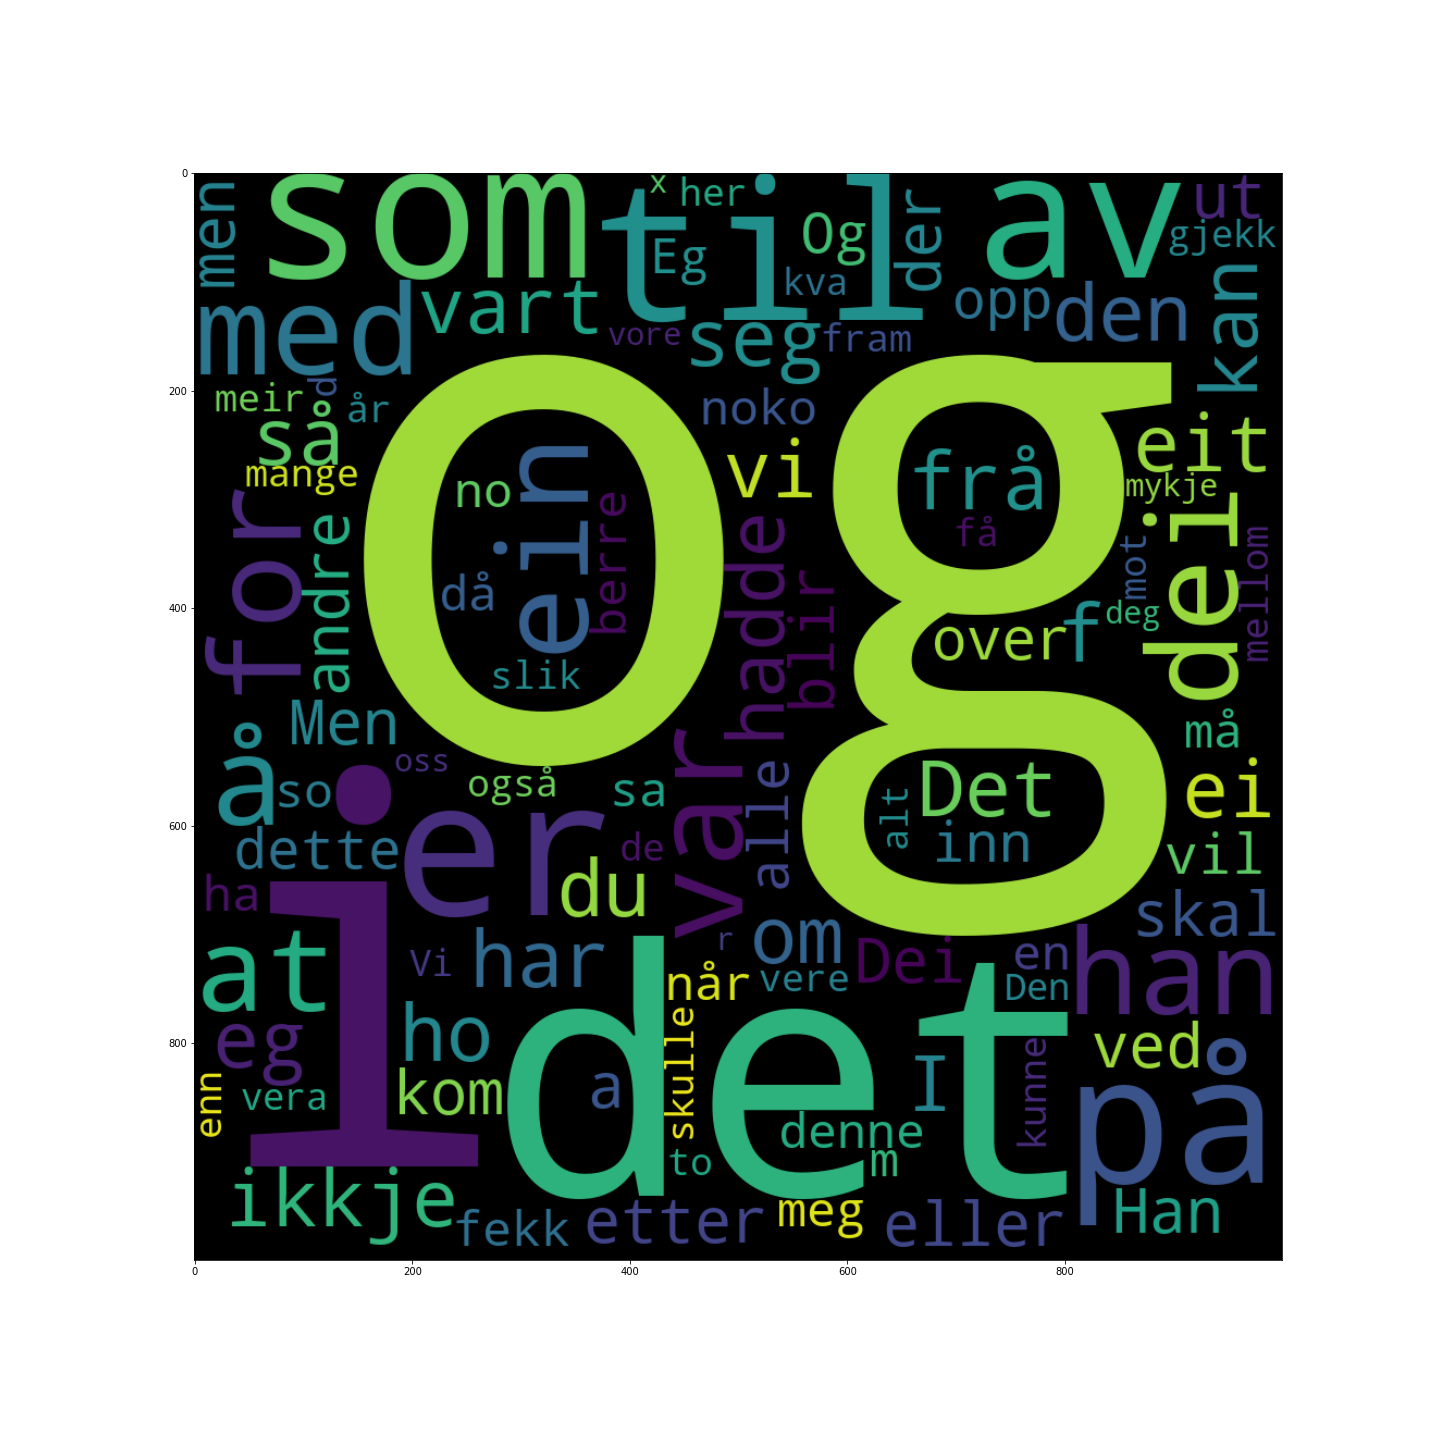 0
som
til
av
men
x
her
Og
der
ut
gjekk
Eg
kva
med
vart
vore
seg
fram
opp
den
kan
200
meir
d
år
så
mange
noko
vi
og
frå
få
eit
mykje
dei
for
andre
no
ein
berre
då
slik
hadde
blir
mot
deg
mellom
400
over
f
å
Men
oss
so
også
sa
var
alle
alt
Det
inn
må
ei
600
dette
i
er
de
du
vil
ha
skal
at
Vi
har
r
om
når
vere
Dei
en
Den
han
800
eg
ho
det
enn
vera
kom
a
skulle
I
kunne
ved
på
denne
to
m
ikkje
fekk
etter
meg
eller
Han
0
200
400
600
800